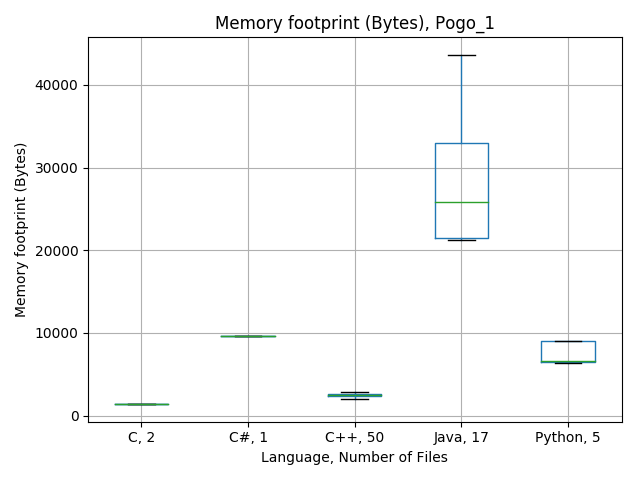 Memory footprint (Bytes), Pogo_1
Memory footprint (Bytes)
40000
30000
20000
10000
0
C, 2
C#, 1
C++, 50
Java, 17
Python, 5
Language, Number of Files